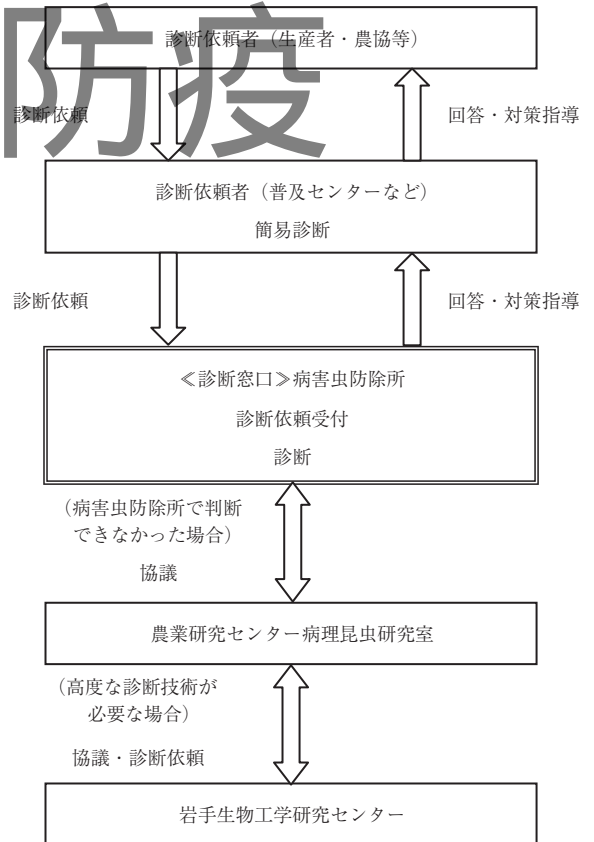 防疫
診断依頼者（生産者・農協等）
診断依頼
回答・対策指導
診断依頼者（普及センターなど）
簡易診断
診断依頼
回答・対策指導
≪診断窓口≫病害虫防除所
診断依頼受付
診断
（病害虫防除所で判断
できなかった場合）
協議
農業研究センター病理昆虫研究室
（高度な診断技術が
必要な場合）
協議・診断依頼
岩手生物工学研究センター